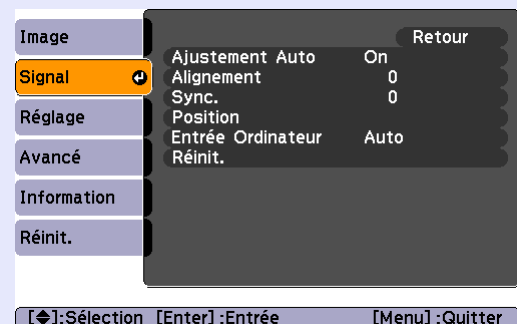 Image
Signal
Réglage
Avancé
Information
Réinit.
Retour
Ajustement Auto On
Alignement 0
Sync. 0
Position
Entrée Ordinateur Auto
Réinit.
[◆]:Sélection [Enter]:Entrée [Menu]:Quitter